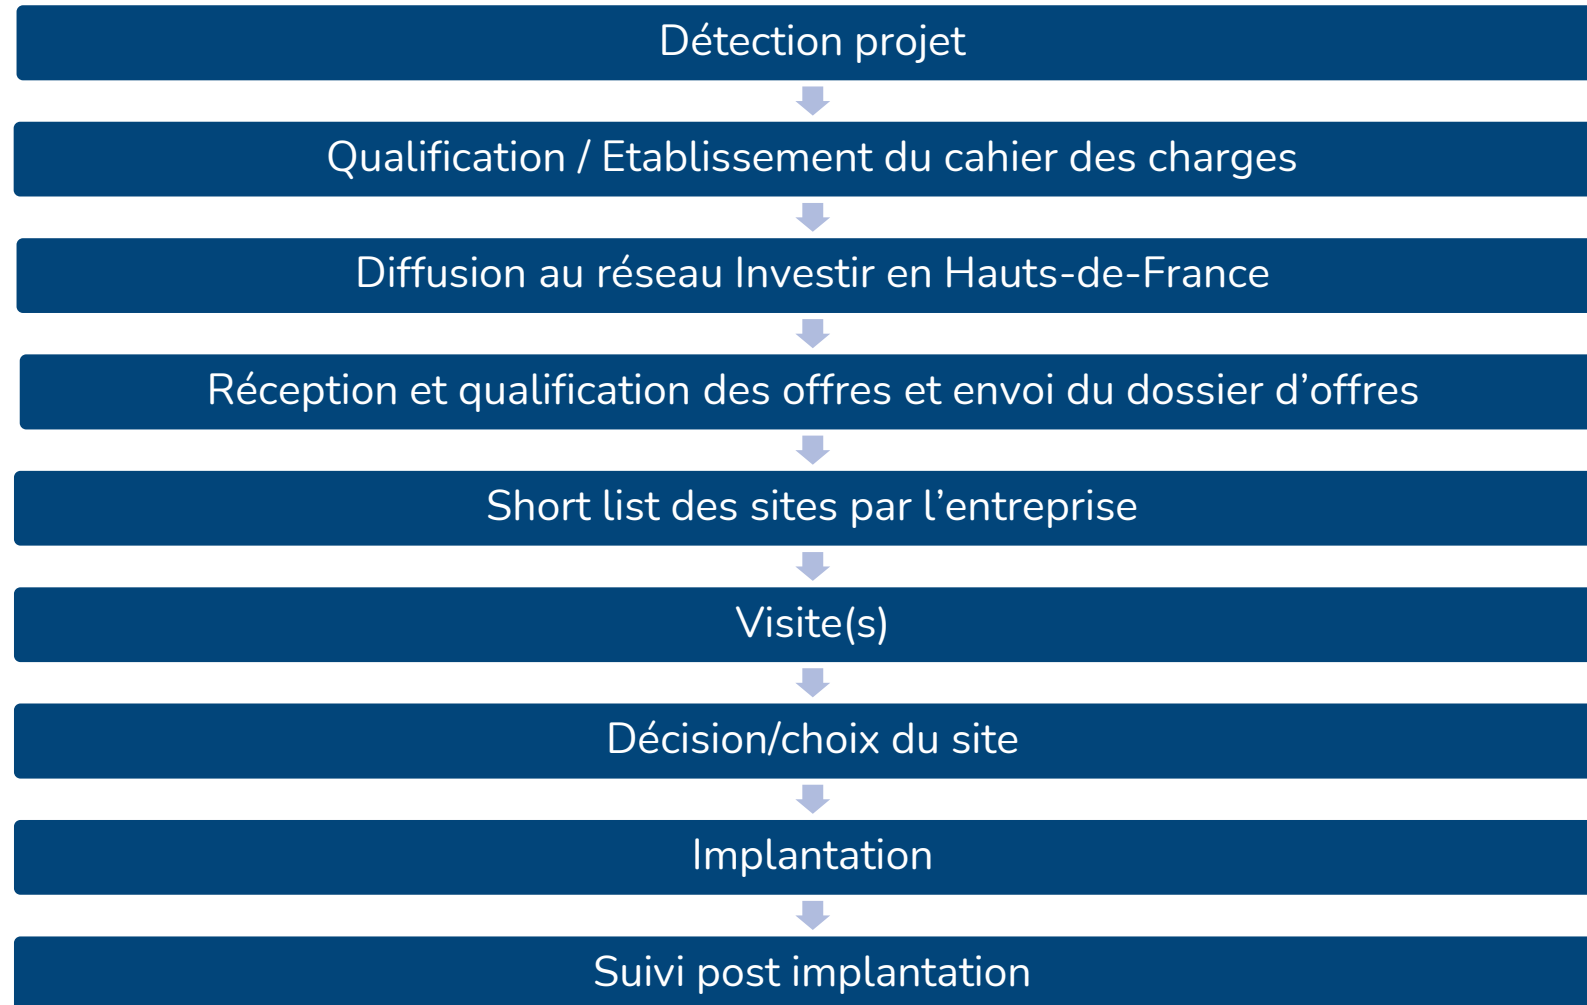 Détection projet
Qualification / Etablissement du cahier des charges
Diffusion au réseau Investir en Hauts-de-France
Réception et qualification des offres et envoi du dossier d’offres
Short list des sites par l’entreprise
Visite(s)
Décision/choix du site
Implantation
Suivi post implantation